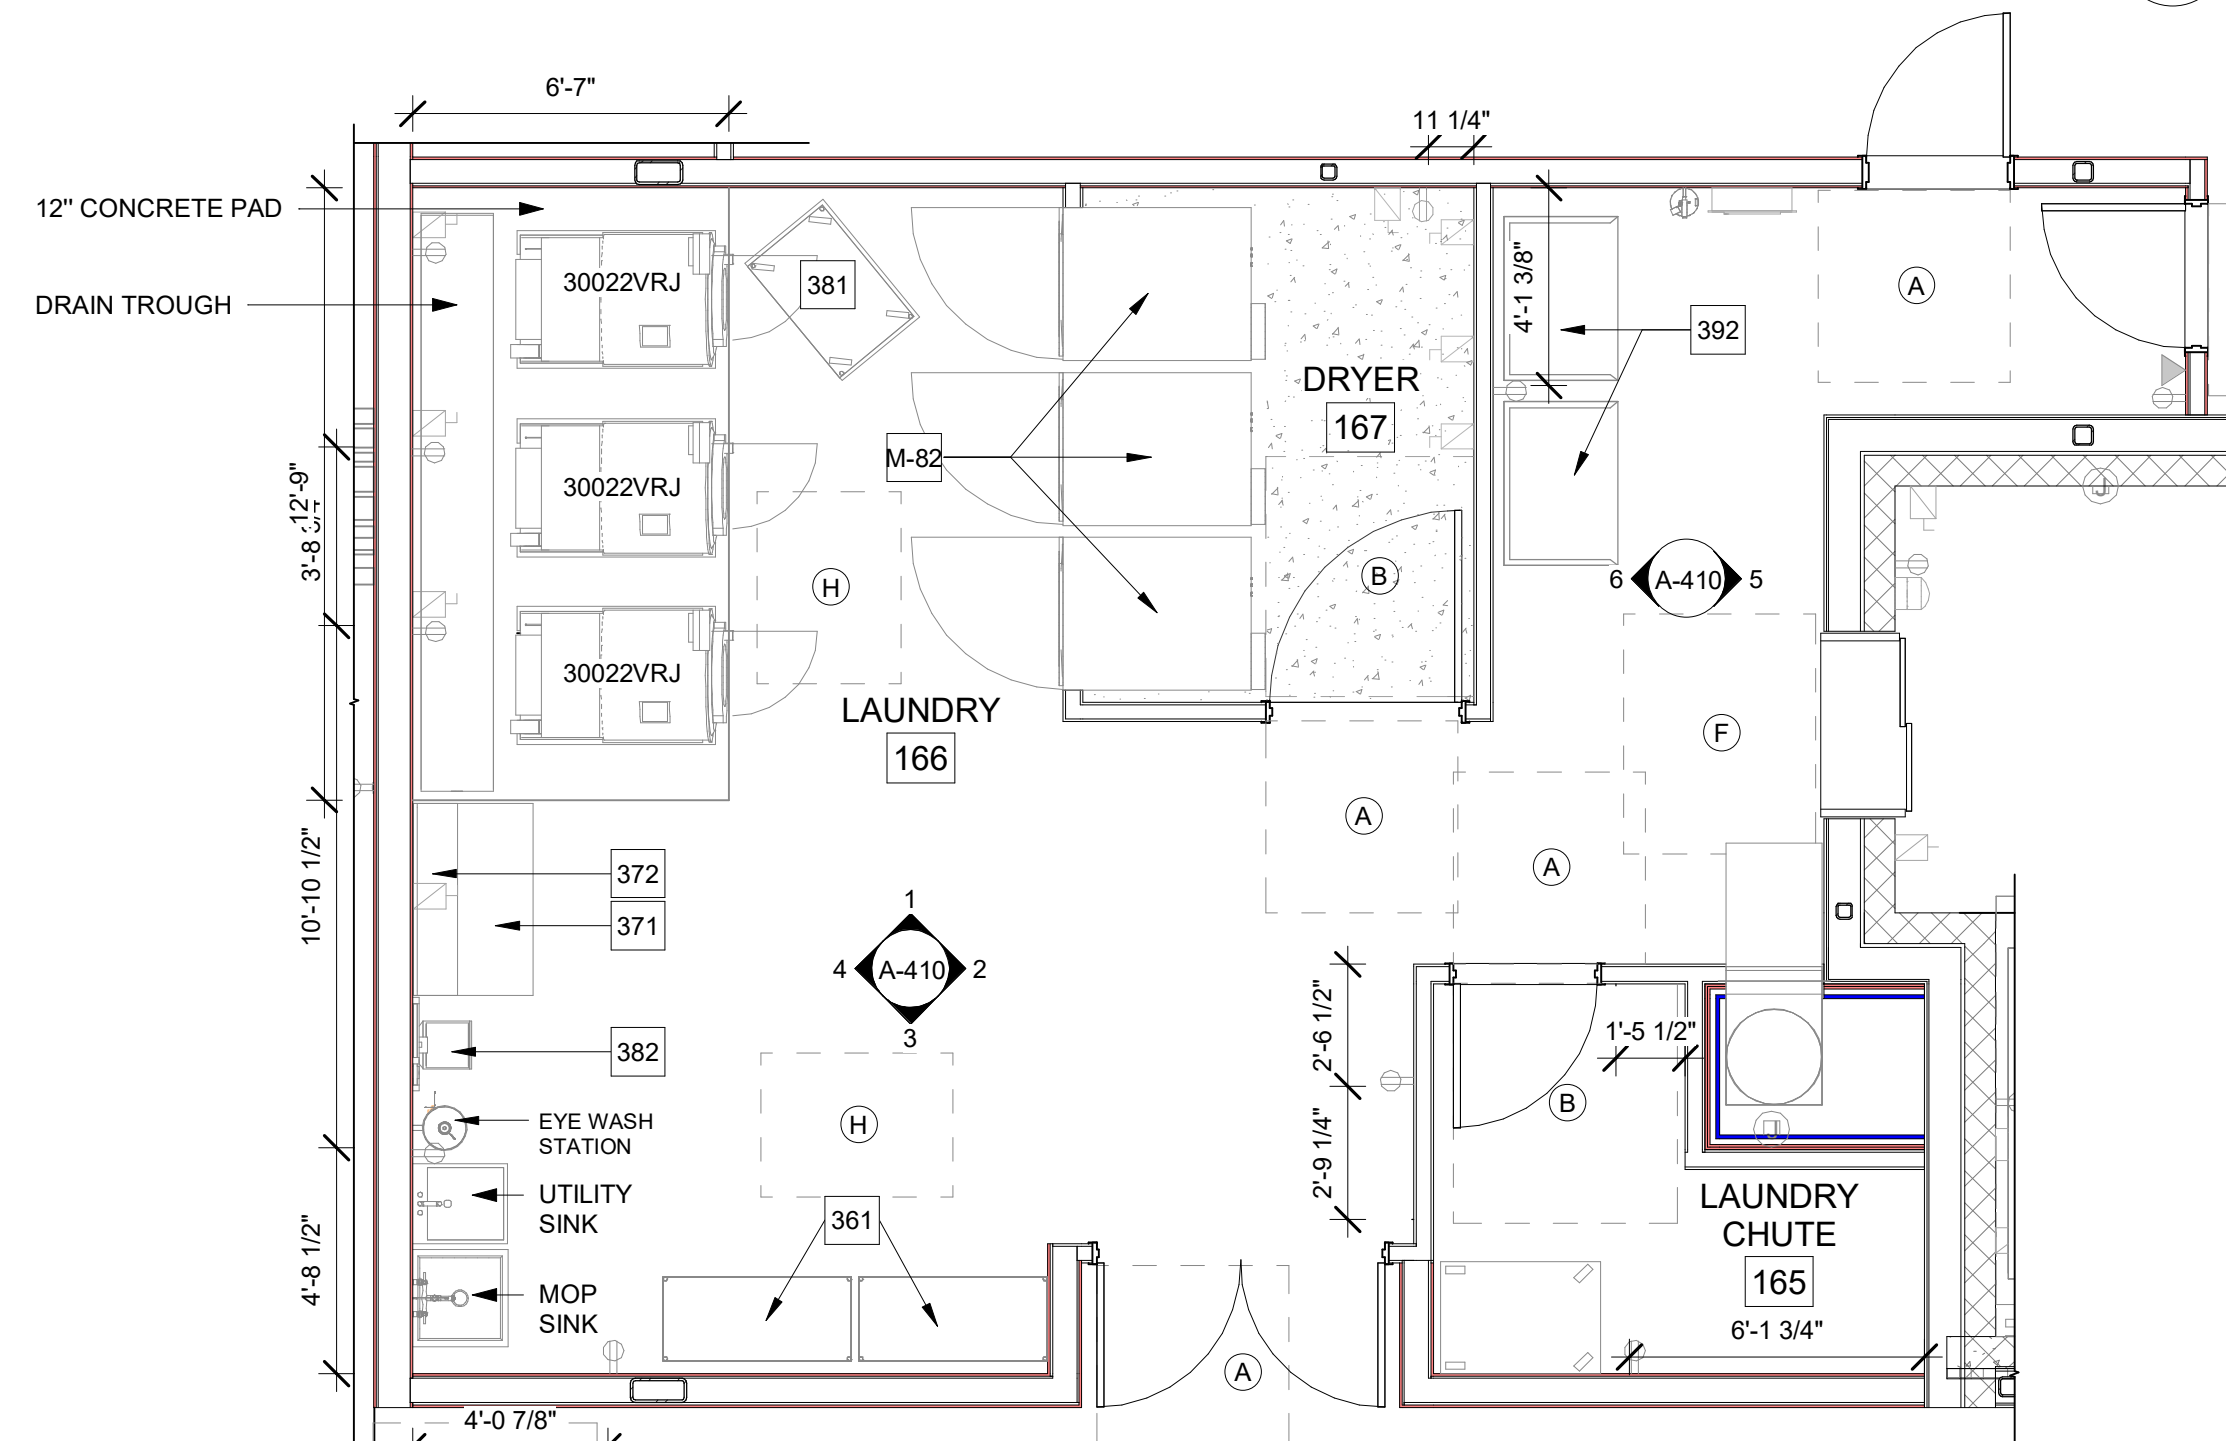 6'-7"
11 1/4"
12" CONCRETE PAD
DRAIN TROUGH
30022VRJ
381
4'-1 3/8"
392
A
DRYER
167
M-82
B
12'-9"
3'-8 3/4"
30022VRJ
H
6 A-410 5
J
30022VRJ
LAUNDRY
166
F
A
A
10'-10 1/2"
372
371
1
4 A-410 2
3
382
2'-6 1/2"
1'-5 1/2"
B
J
EYE WASH
STATION
H
2'-9 1/4"
UTILITY
SINK
361
LAUNDRY
CHUTE
165
4'-8 1/2"
MOP
SINK
6'-1 3/4"
A
4'-0 7/8"